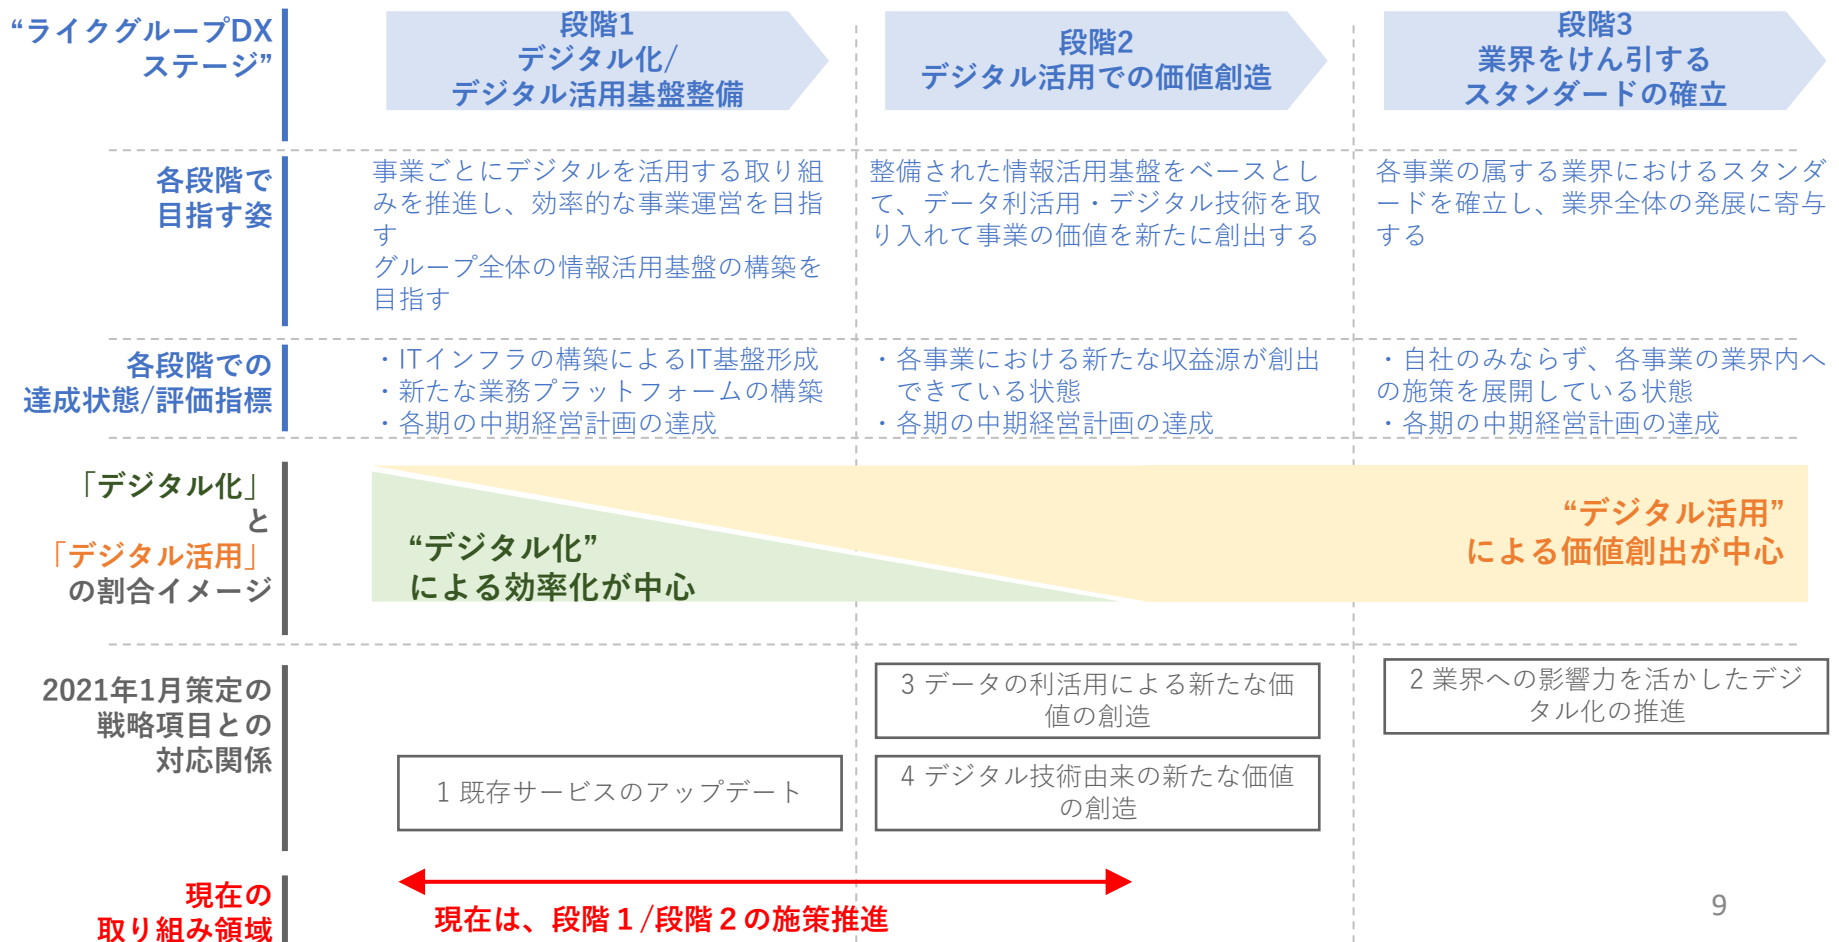 “ライクグループDX
ステージ”
段階1
デジタル化/
デジタル活用基盤整備
段階2
デジタル活用での価値創造
段階3
業界をけん引する
スタンダードの確立
各段階で
目指す姿
事業ごとにデジタルを活用する取り組
みを推進し、効率的な事業運営を目指
す
グループ全体の情報活用基盤の構築を
目指す
整備された情報活用基盤をベースとし
て、データ利活用・デジタル技術を取
り入れて事業の価値を新たに創出する
各事業の属する業界におけるスタンダ
ードを確立し、業界全体の発展に寄与
する
各段階での
達成状態/評価指標
・ITインフラの構築によるIT基盤形成
・新たな業務プラットフォームの構築
・各期の中期経営計画の達成
・各事業における新たな収益源が創出
できている状態
・各期の中期経営計画の達成
・自社のみならず、各事業の業界内へ
の施策を展開している状態
・各期の中期経営計画の達成
「デジタル化」
と
「デジタル活用」
の割合イメージ
“デジタル化”
による効率化が中心
“デジタル活用”
による価値創出が中心
2021年1月策定の
戦略項目との
対応関係
1 既存サービスのアップデート
3 データの利活用による新たな価
値の創造
4 デジタル技術由来の新たな価値
の創造
2 業界への影響力を活かしたデジ
タル化の推進
現在の
取り組み領域
現在は、段階１/段階２の施策推進
9